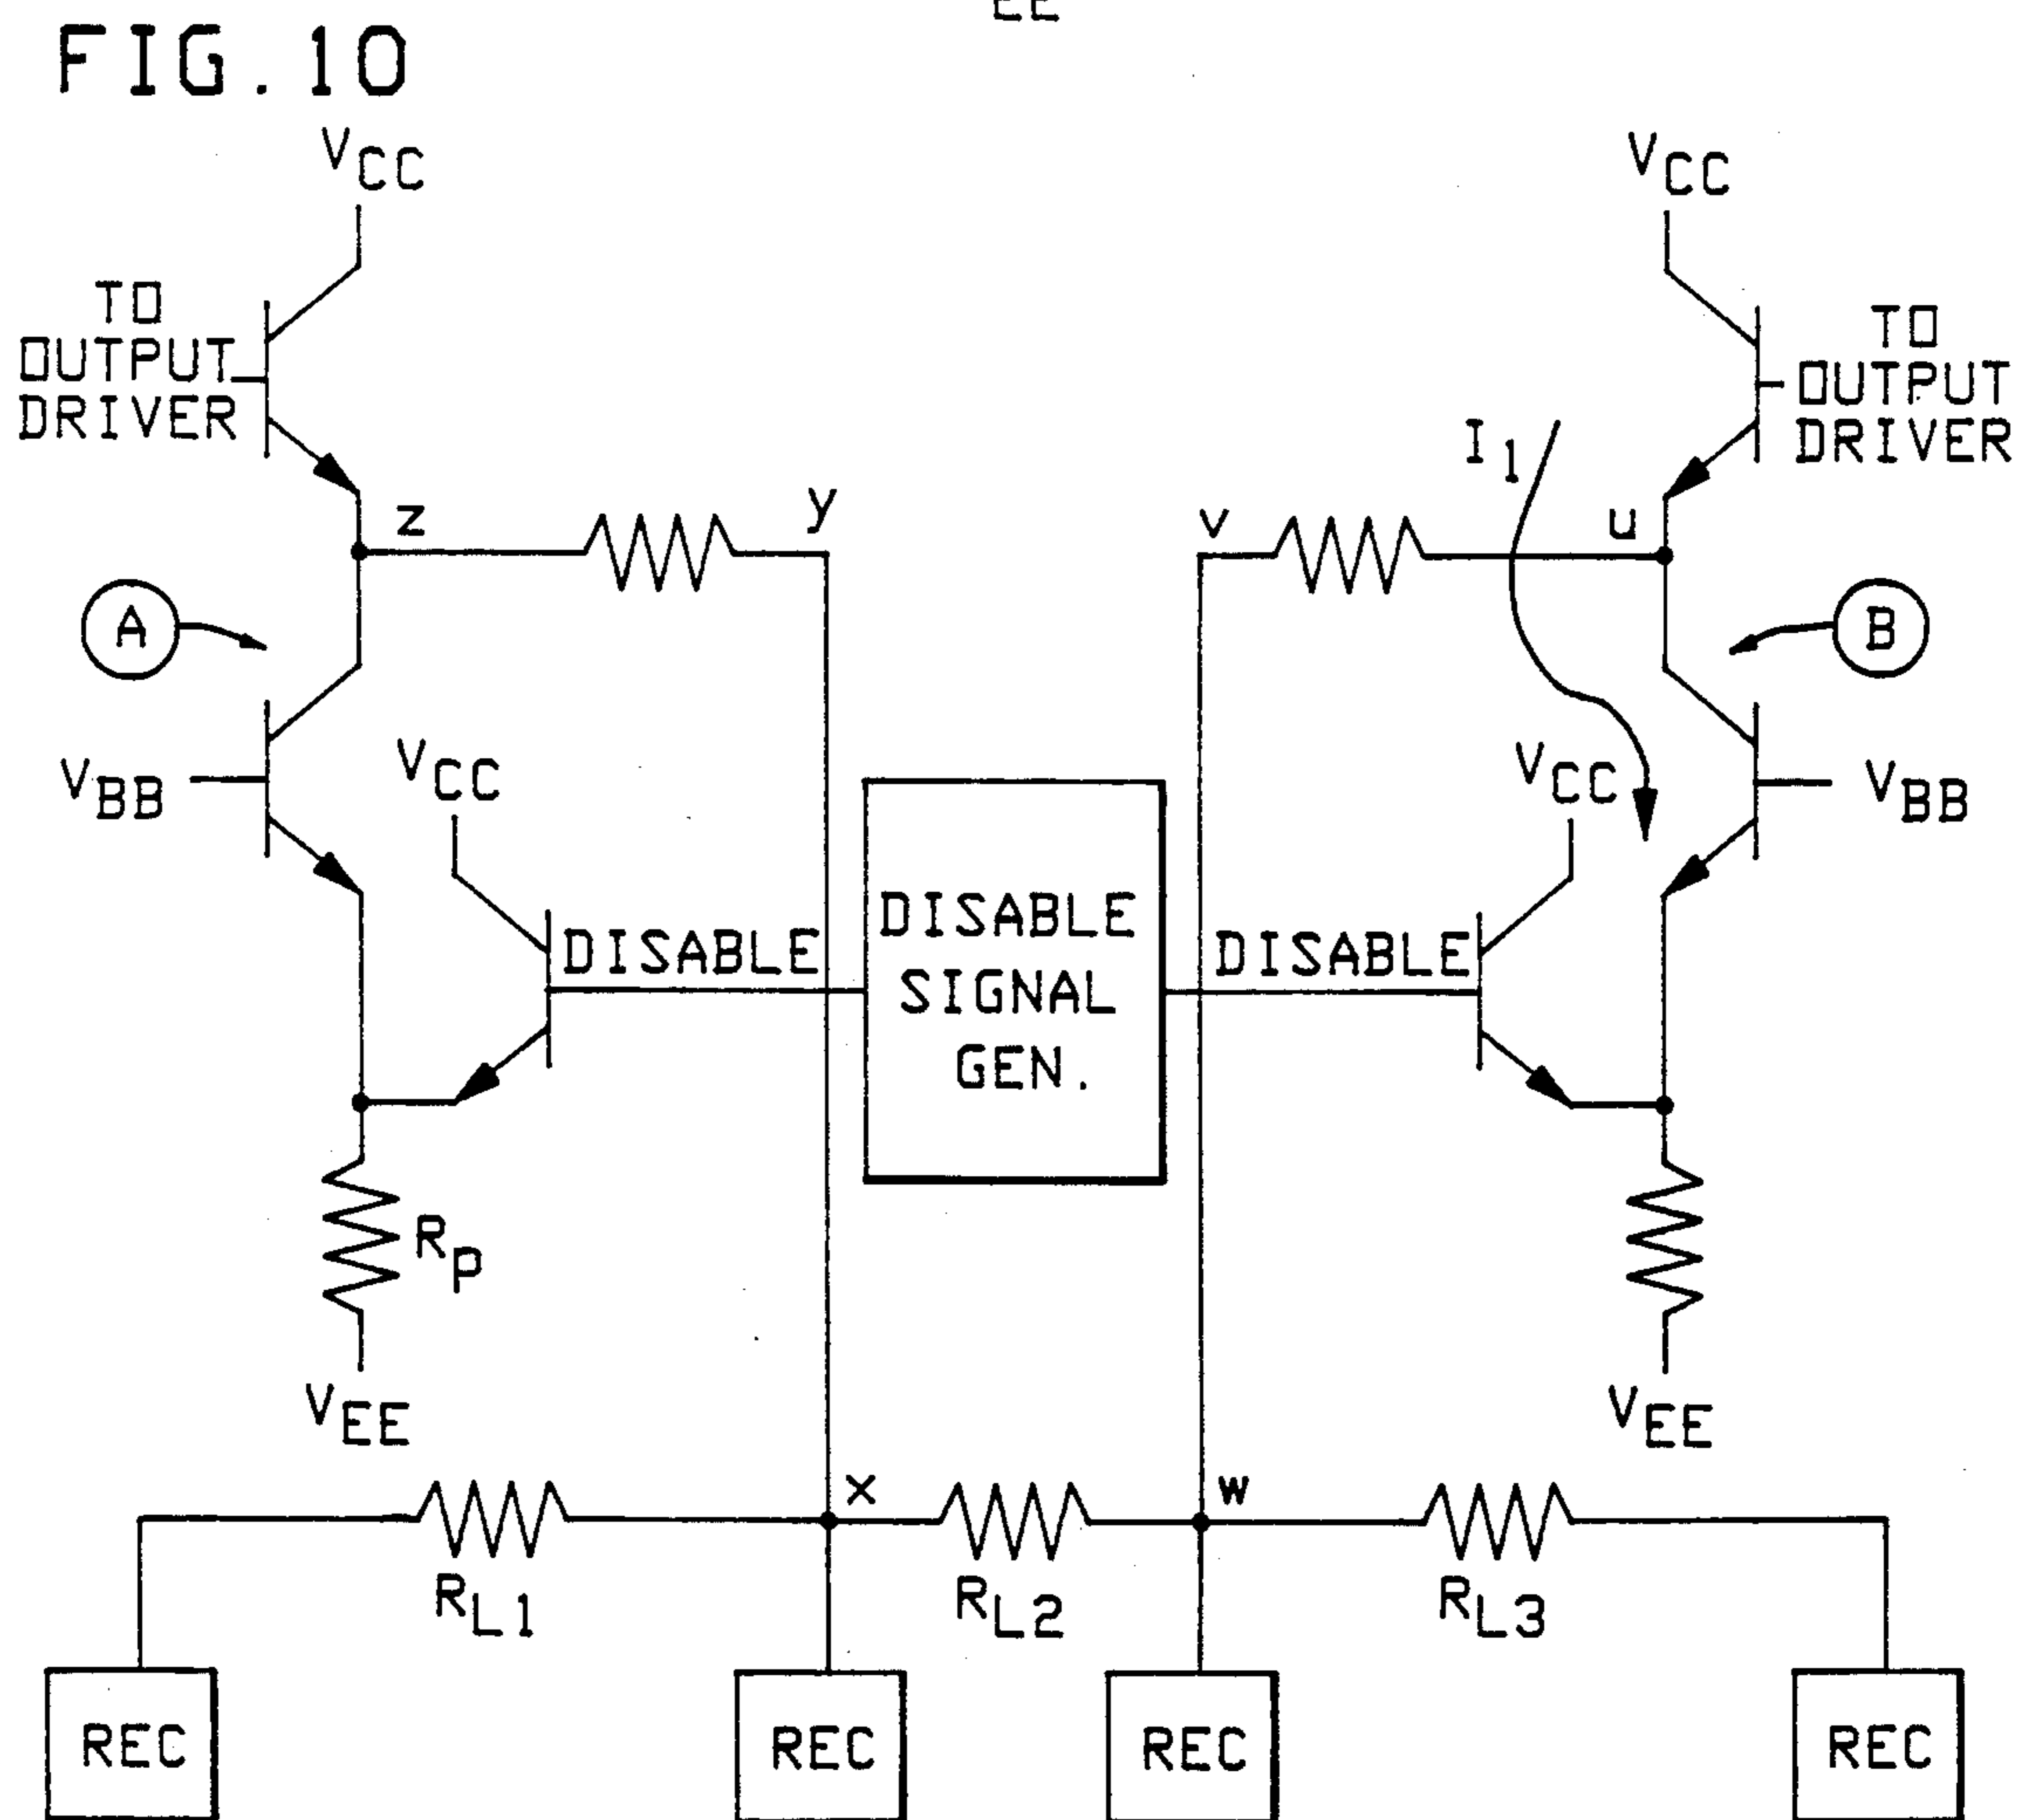 EE
FIG.10
VCC
VCC
TO
OUTPUT
DRIVER
TO
OUTPUT
DRIVER
I1
z
y
v
u
A
B
VBB
VCC
VCC
VBB
DISABLE
DISABLE
SIGNAL
GEN.
DISABLE
Rp
VEE
VEE
x
w
RL1
RL2
RL3
REC
REC
REC
REC